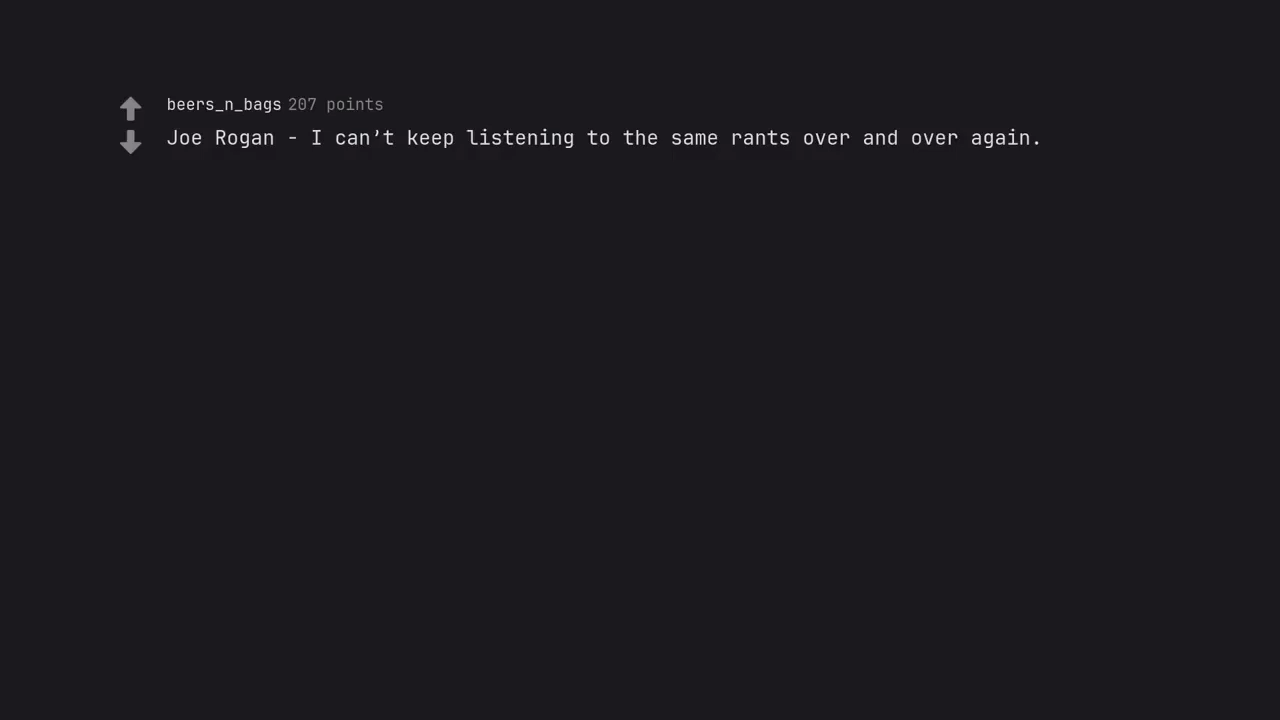 beers_n_bags 207 points
Joe Rogan - I can’t keep listening to the same rants over and over again.